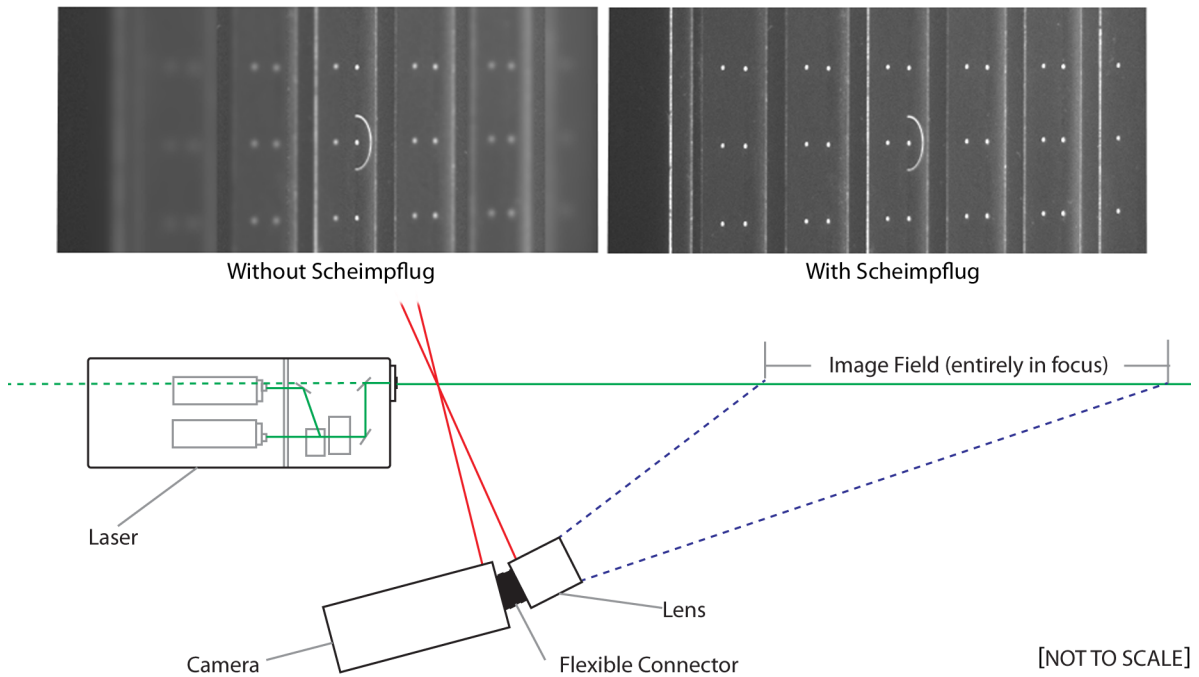 Without Scheimpflug
With Scheimpflug
Image Field (entirely in focus)
Laser
Lens
Camera
Flexible Connector
[NOT TO SCALE]